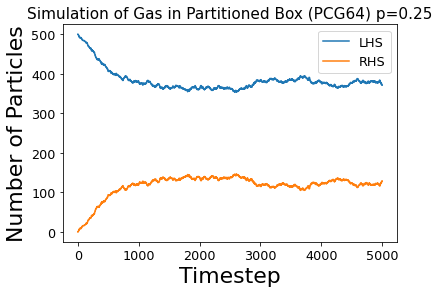 Simulation of Gas in Partitioned Box (PCG64) p=0.25
Number of Particles
500
400
300
200
100
0
LHS
RHS
0 1000 2000 3000 4000 5000
Timestep